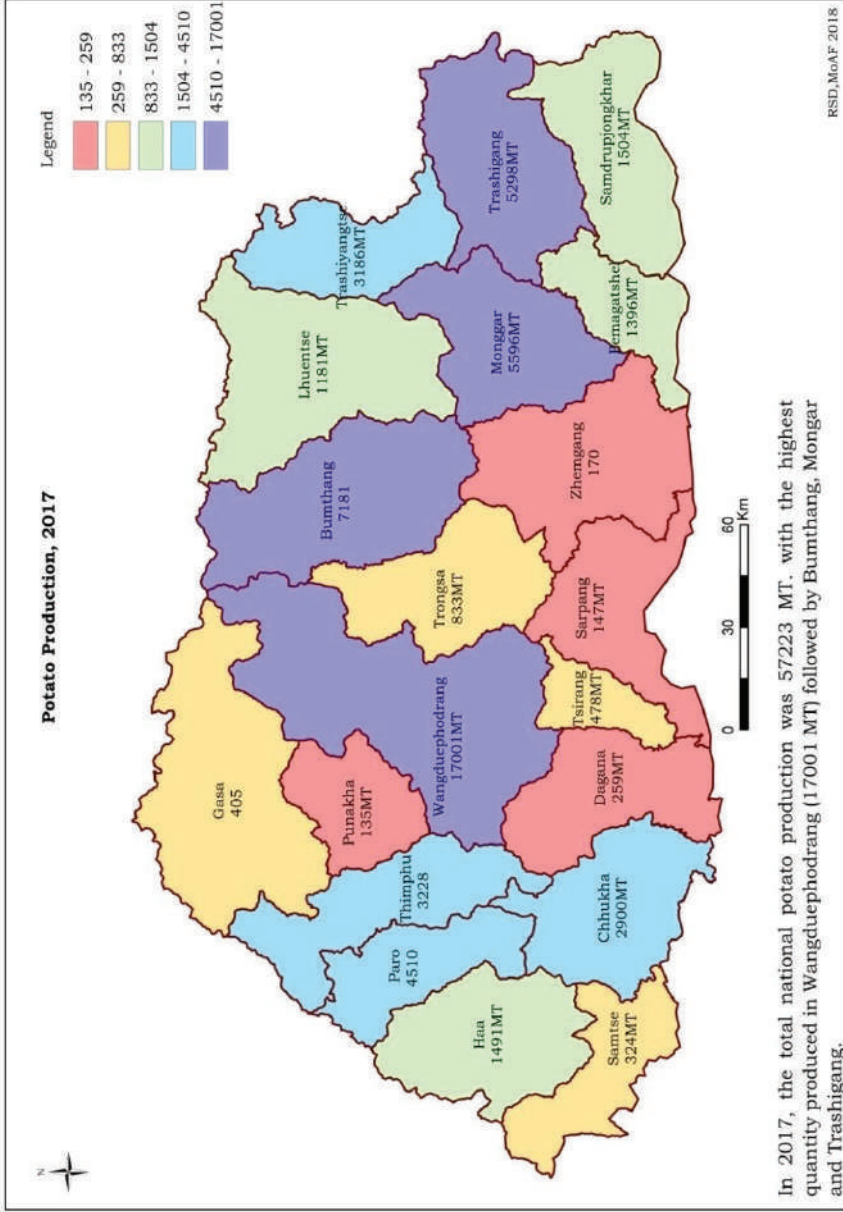 Potato Production, 2017
N
Legend
135 - 259
259 - 833
833 - 1504
1504 - 4510
4510 - 17001
Gasa
405
Punakha
135MT
Thimphu
3228
Paro
4510
Haa
1491MT
Samtse
324MT
Chhukha
2900MT
Dagana
259MT
Tsirang
478MT
Sarpang
147MT
Wangduephodrang
17001MT
Trongsa
833MT
Bumthang
7181
Zhemgang
170
Lhuentse
1181MT
Monggar
5596MT
Trashiyangtse
3186MT
Trashigang
5298MT
Pemagatshel
1396MT
Samdrupjongkhar
1504MT
0 30 60
Km
In 2017, the total national potato production was 57223 MT. with the highest
quantity produced in Wangduephodrang (17001 MT) followed by Bumthang, Mongar
and Trashigang.
RSD,MoAF 2018